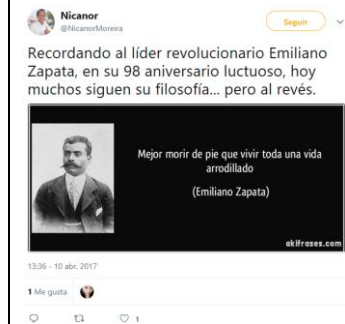 Nicanor
@NicanorMoreira
Seguir
Recordando al líder revolucionario Emiliano
Zapata, en su 98 aniversario luctuoso, hoy
muchos siguen su filosofía... pero al revés.
Mejor morir de pie que vivir toda una vida
arrodillado
(Emiliano Zapata)
akifrases.com
13:36 - 10 abr. 2017
1 Me gusta
1